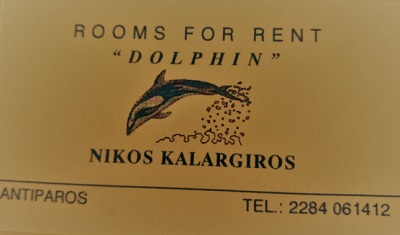 ROOMS FOR RENT
"DOLPHIN"
NIKOS KALARGIROS
ANTIPAROS
TEL.: 2284 061412